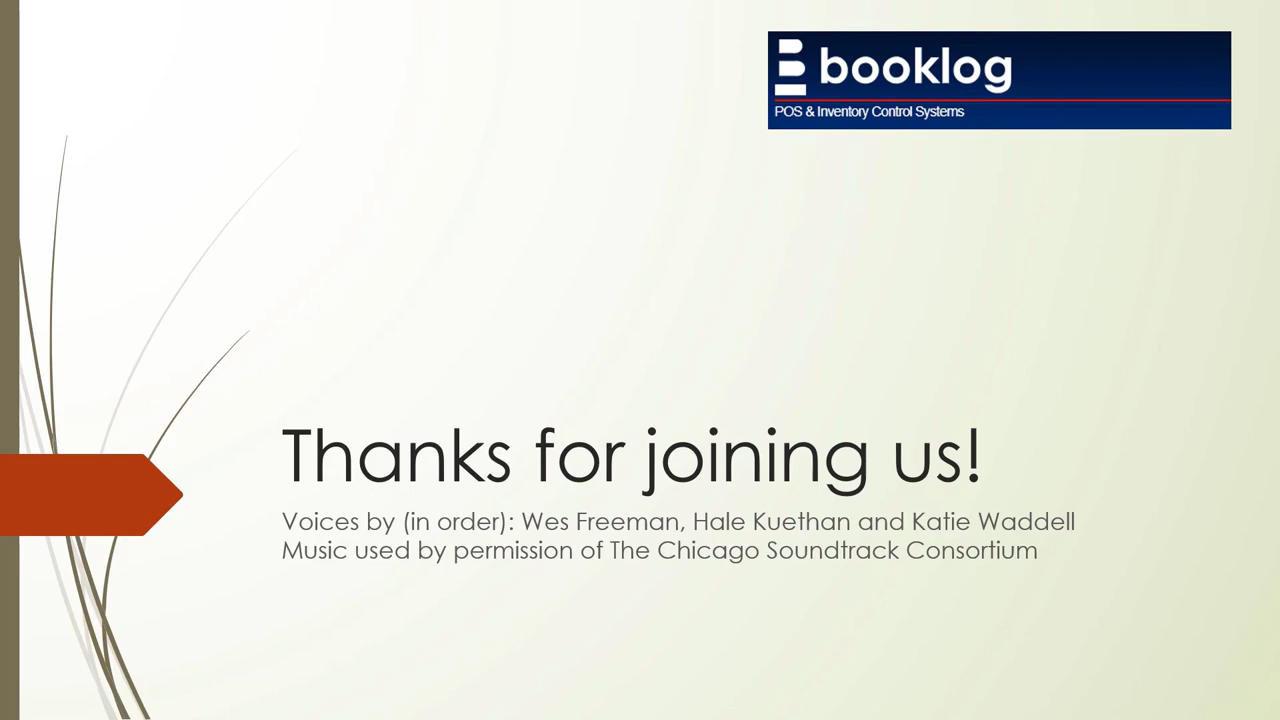 booklog
POS & Inventory Control Systems
Thanks for joining us!
Voices by (in order): Wes Freeman, Hale Kuethan and Katie Waddell
Music used by permission of The Chicago Soundtrack Consortium